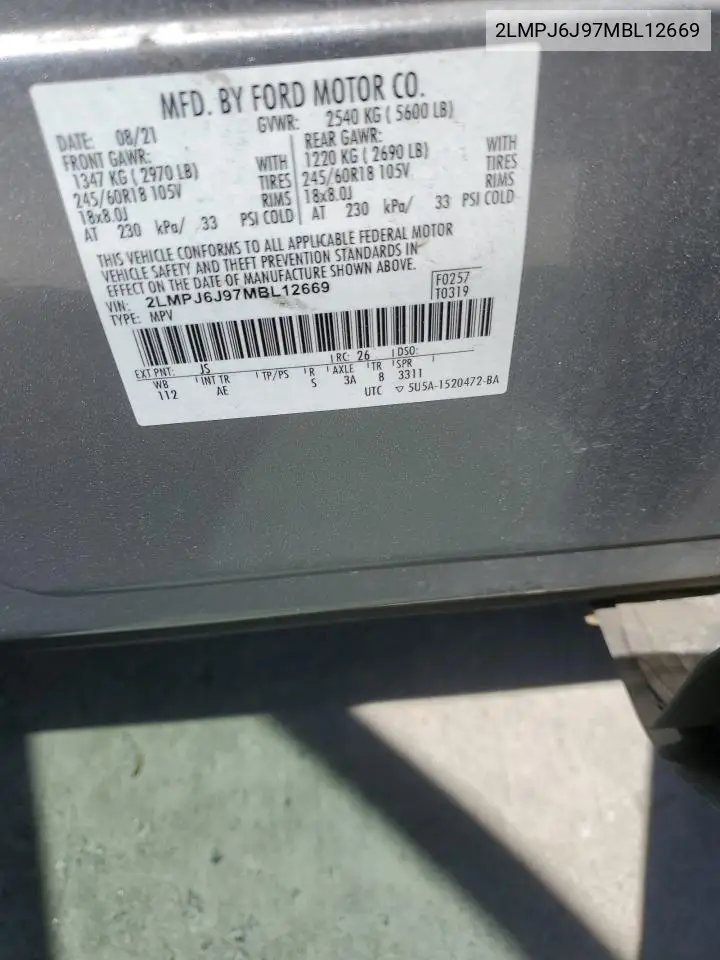 2LMPJ6J97MBL12669
MFD. BY FORD MOTOR CO.
DATE: 08/21 GVWR: 2540 KG ( 5600 LB)
FRONT GAWR: REAR GAWR:
1347 KG ( 2970 LB) WITH 1220 KG ( 2690 LB) WITH
245/60R18 105V TIRES 245/60R18 105V TIRES
18x8.0J RIMS 18x8.0J RIMS
AT 230 kPa/ 33 PSI COLD AT 230 kPa/ 33 PSI COLD
THIS VEHICLE CONFORMS TO ALL APPLICABLE FEDERAL MOTOR
VEHICLE SAFETY AND THEFT PREVENTION STANDARDS IN
EFFECT ON THE DATE OF MANUFACTURE SHOWN ABOVE.
VIN: 2LMPJ6J97MBL12669 F0257
TYPE: MPV T0319
EXT PNT: JS RC: 26 DSO:
WB INT TR TP/PS R AXLE TR SPR
112 AE S 3A 8 3311
UTC ▽ 5U5A-1520472-BA